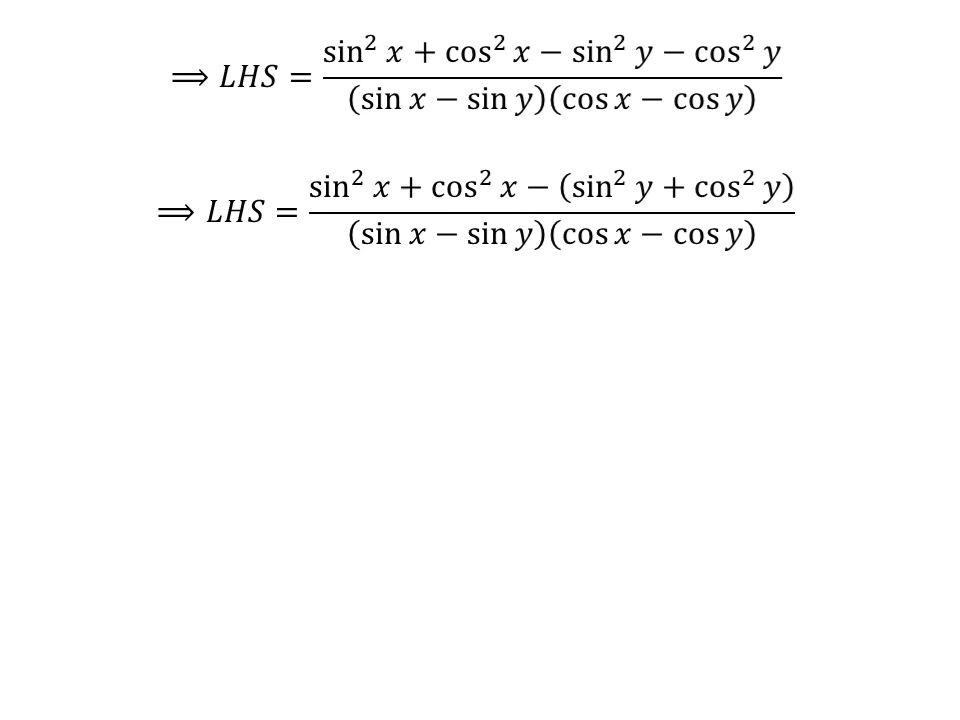 ⟹ LHS = (sin² x + cos² x − sin² y − cos² y) / ((sin x − sin y)(cos x − cos y))
⟹ LHS = (sin² x + cos² x − (sin² y + cos² y)) / ((sin x − sin y)(cos x − cos y))